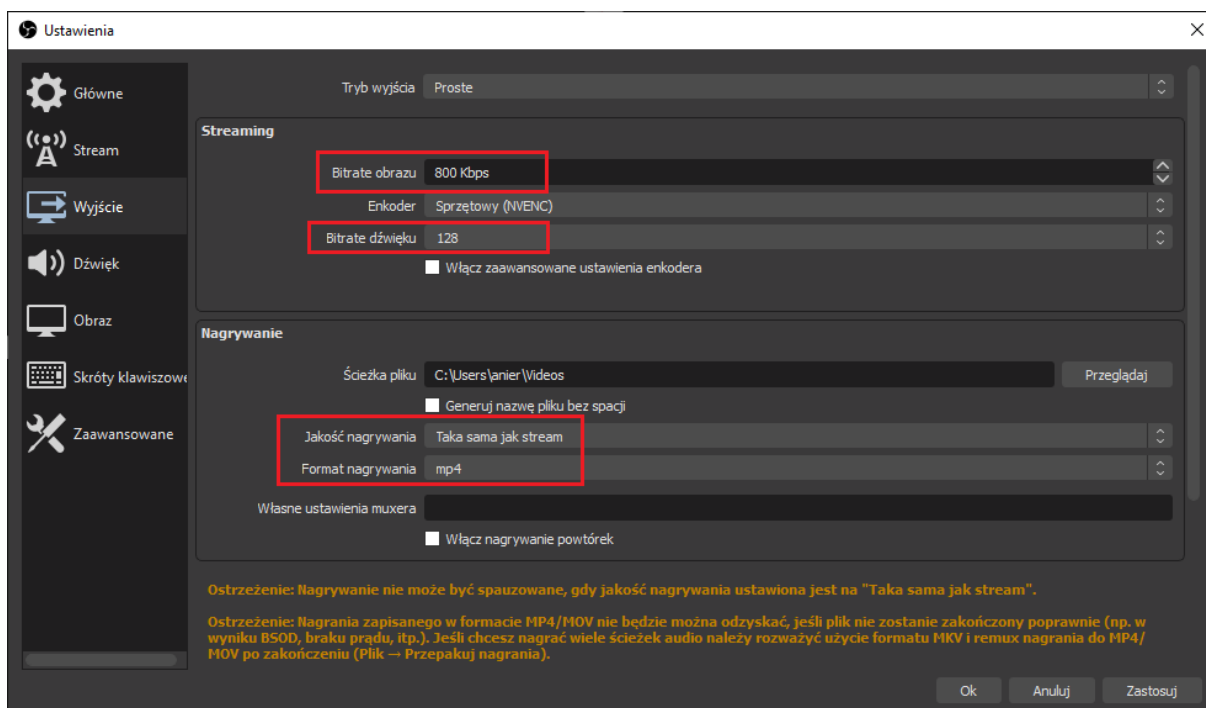 Ustawienia
Główne
Stream
Wyjście
Dźwięk
Obraz
Skróty klawiszowe
Zaawansowane
Tryb wyjścia Proste
Streaming
Bitrate obrazu 800 Kbps
Enkoder Sprzętowy (NVENC)
Bitrate dźwięku 128
Włącz zaawansowane ustawienia enkodera
Nagrywanie
Ścieżka pliku C:\Users\anier\Videos Przeglądaj
Generuj nazwę pliku bez spacji
Jakość nagrywania Taka sama jak stream
Format nagrywania mp4
Własne ustawienia muxera
Włącz nagrywanie powtórek
Ostrzeżenie: Nagrywanie nie może być spauzowane, gdy jakość nagrywania ustawiona jest na "Taka sama jak stream".
Ostrzeżenie: Nagrania zapisanego w formacie MP4/MOV nie będzie można odzyskać, jeśli plik nie zostanie zakończony poprawnie (np. w
wyniku BSOD, braku prądu, itp.). Jeśli chcesz nagrać wiele ścieżek audio należy rozważyć użycie formatu MKV i remux nagrania do MP4/
MOV po zakończeniu (Plik → Przepakuj nagrania).
Ok Anuluj Zastosuj